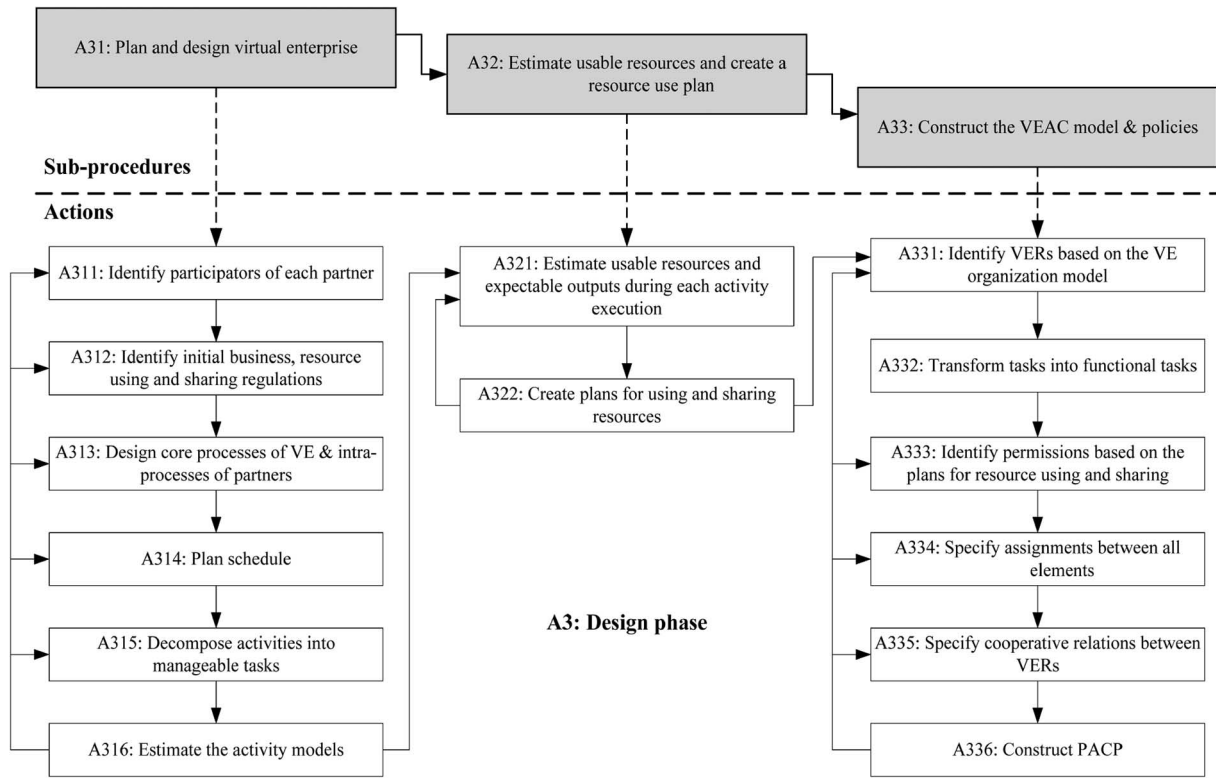 A31: Plan and design virtual enterprise
A32: Estimate usable resources and create a
resource use plan
A33: Construct the VEAC model & policies
Sub-procedures
Actions
A311: Identify participators of each partner
A312: Identify initial business, resource
using and sharing regulations
A313: Design core processes of VE & intra-
processes of partners
A314: Plan schedule
A315: Decompose activities into
manageable tasks
A316: Estimate the activity models
A321: Estimate usable resources and
expectable outputs during each activity
execution
A322: Create plans for using and sharing
resources
A3: Design phase
A331: Identify VERs based on the VE
organization model
A332: Transform tasks into functional tasks
A333: Identify permissions based on the
plans for resource using and sharing
A334: Specify assignments between all
elements
A335: Specify cooperative relations between
VERs
A336: Construct PACP